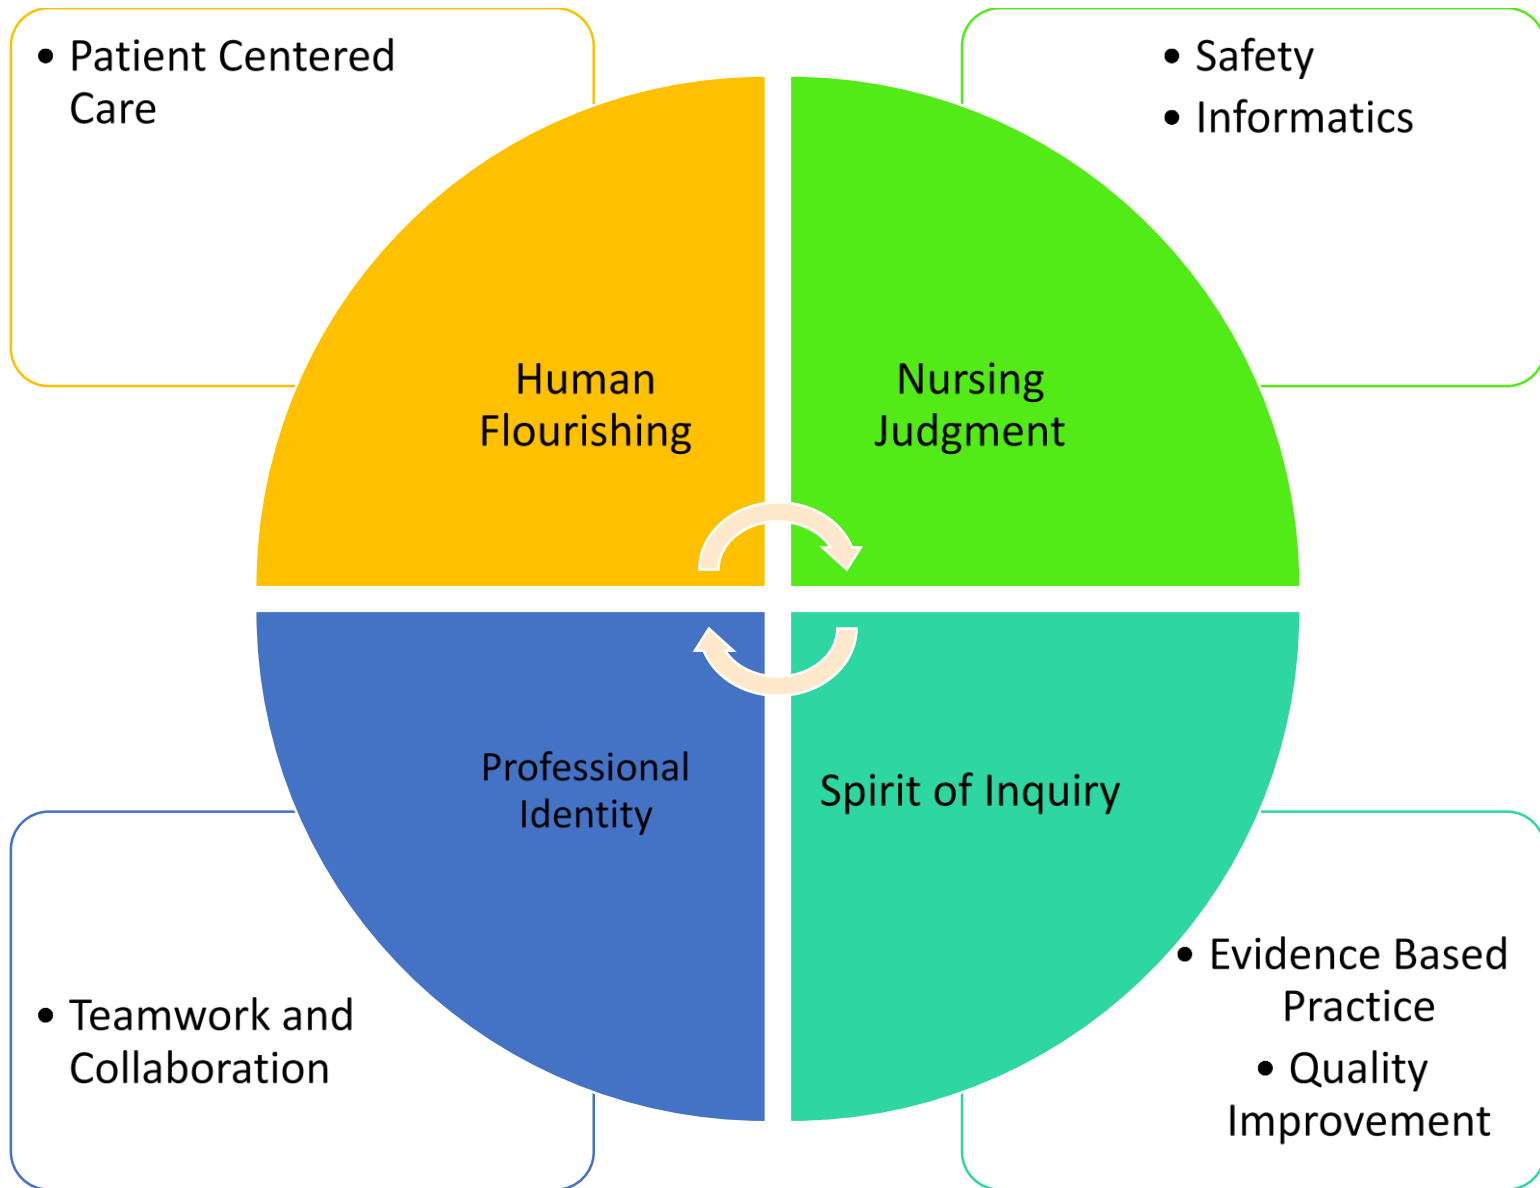 • Patient Centered
Care
• Safety
• Informatics
Human
Flourishing
Nursing
Judgment
Professional
Identity
Spirit of Inquiry
• Teamwork and
Collaboration
• Evidence Based
Practice
• Quality
Improvement